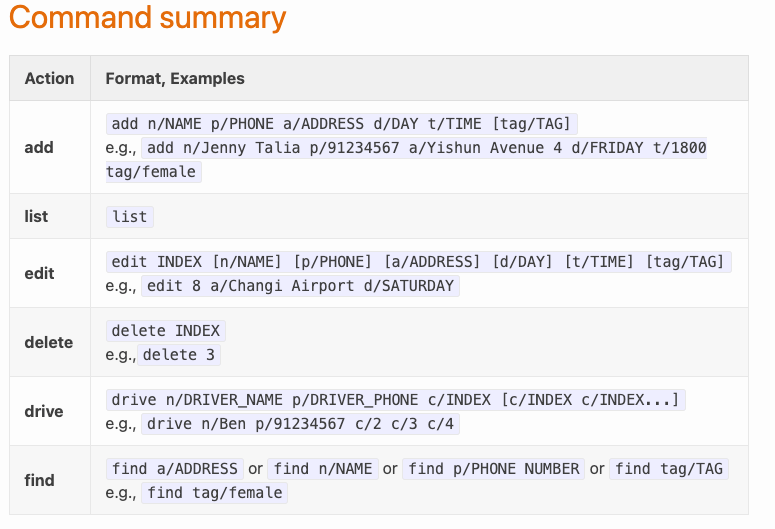 Command summary
Action Format, Examples
add n/NAME p/PHONE a/ADDRESS d/DAY t/TIME [tag/TAG]
add e.g., add n/Jenny Talia p/91234567 a/Yishun Avenue 4 d/FRIDAY t/1800
tag/female
list list
edit INDEX [n/NAME] [p/PHONE] [a/ADDRESS] [d/DAY] [t/TIME] [tag/TAG]
edit
e.g., edit 8 a/Changi Airport d/SATURDAY
delete INDEX
delete
e.g., delete 3
drive n/DRIVER_NAME p/DRIVER_PHONE c/INDEX [c/INDEX c/INDEX...]
drive
e.g., drive n/Ben p/91234567 c/2 c/3 c/4
find a/ADDRESS or find n/NAME or find p/PHONE NUMBER or find tag/TAG
find
e.g., find tag/female